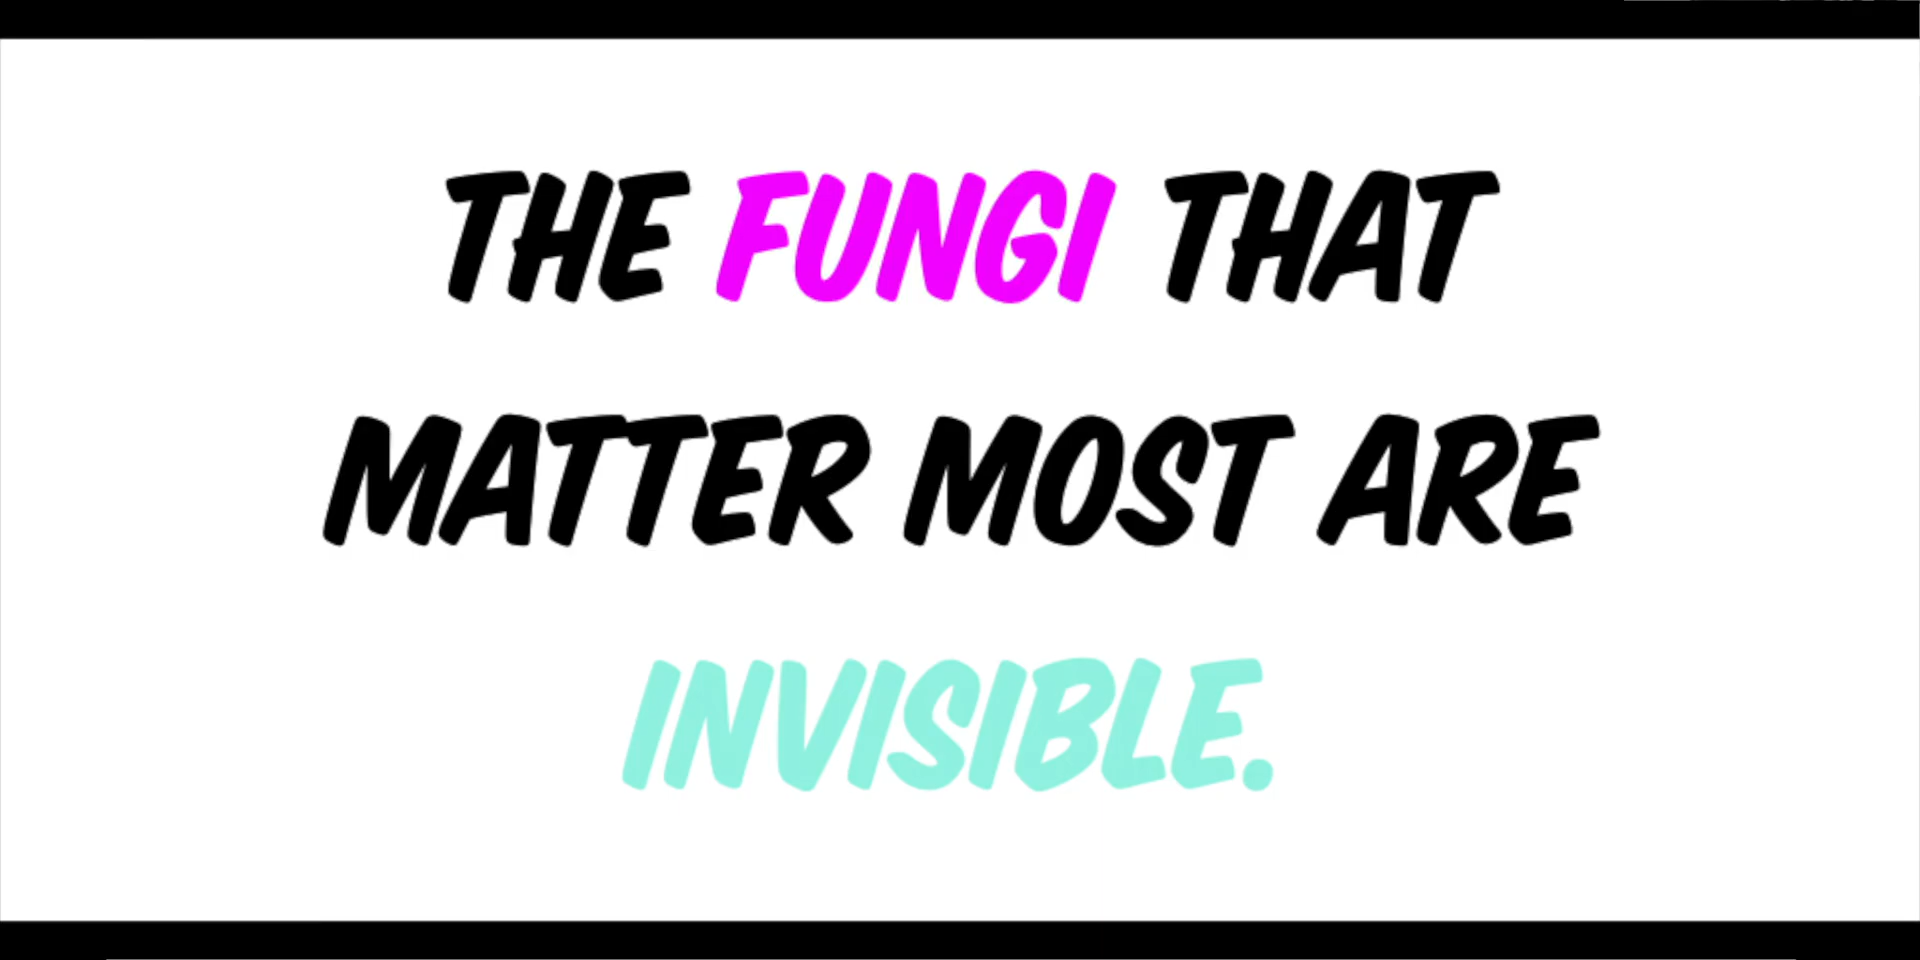 THE FUNGI THAT
MATTER MOST ARE
INVISIBLE.